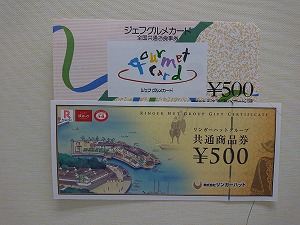 ジェフグルメカード
全国共通お食事券
gourmet
card
ジェフグルメカード
¥500
RINGER HUT GROUP GIFT CERTIFICATE
リンガーハットグループ
共通商品券
¥500
株式会社リンガーハット